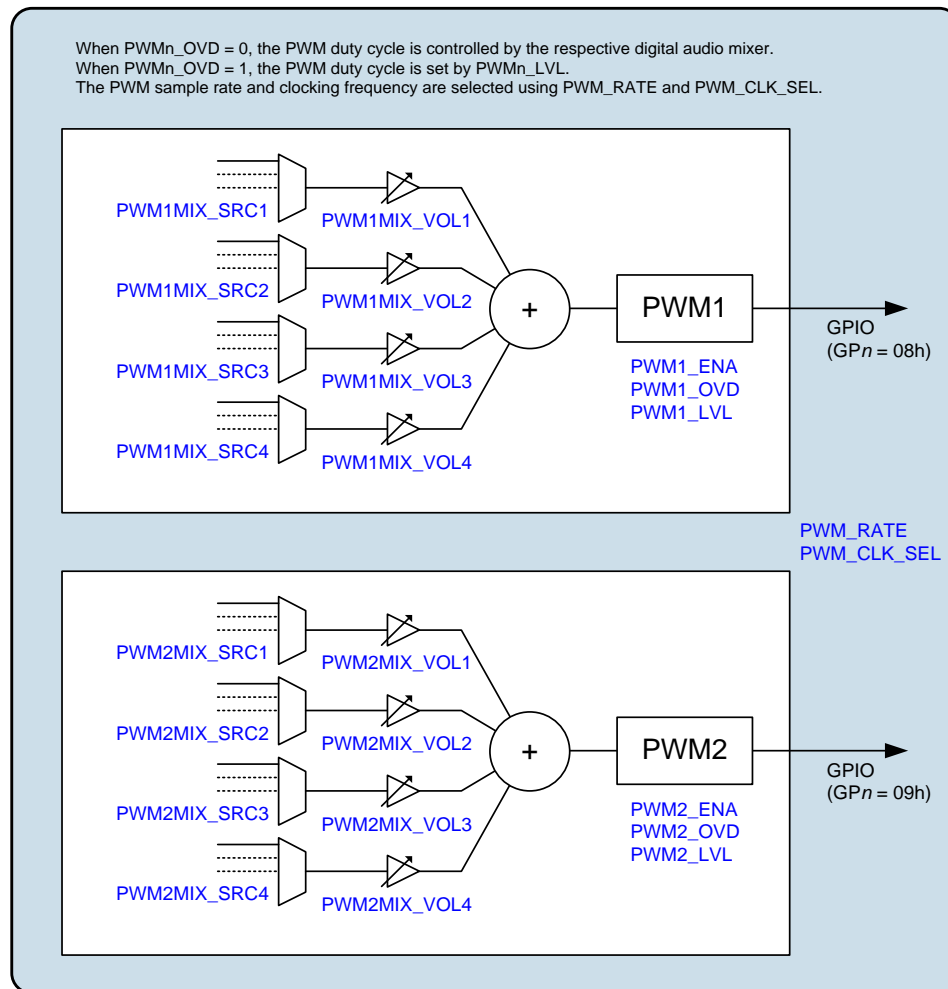 When PWMn_OVD = 0, the PWM duty cycle is controlled by the respective digital audio mixer.
When PWMn_OVD = 1, the PWM duty cycle is set by PWMn_LVL.
The PWM sample rate and clocking frequency are selected using PWM_RATE and PWM_CLK_SEL.
PWM1MIX_SRC1
PWM1MIX_VOL1
PWM1MIX_SRC2
PWM1MIX_VOL2
PWM1MIX_SRC3
PWM1MIX_VOL3
PWM1MIX_SRC4
PWM1MIX_VOL4
+
PWM1
PWM1_ENA
PWM1_OVD
PWM1_LVL
GPIO
(GPn = 08h)
PWM_RATE
PWM_CLK_SEL
PWM2MIX_SRC1
PWM2MIX_VOL1
PWM2MIX_SRC2
PWM2MIX_VOL2
PWM2MIX_SRC3
PWM2MIX_VOL3
PWM2MIX_SRC4
PWM2MIX_VOL4
+
PWM2
PWM2_ENA
PWM2_OVD
PWM2_LVL
GPIO
(GPn = 09h)